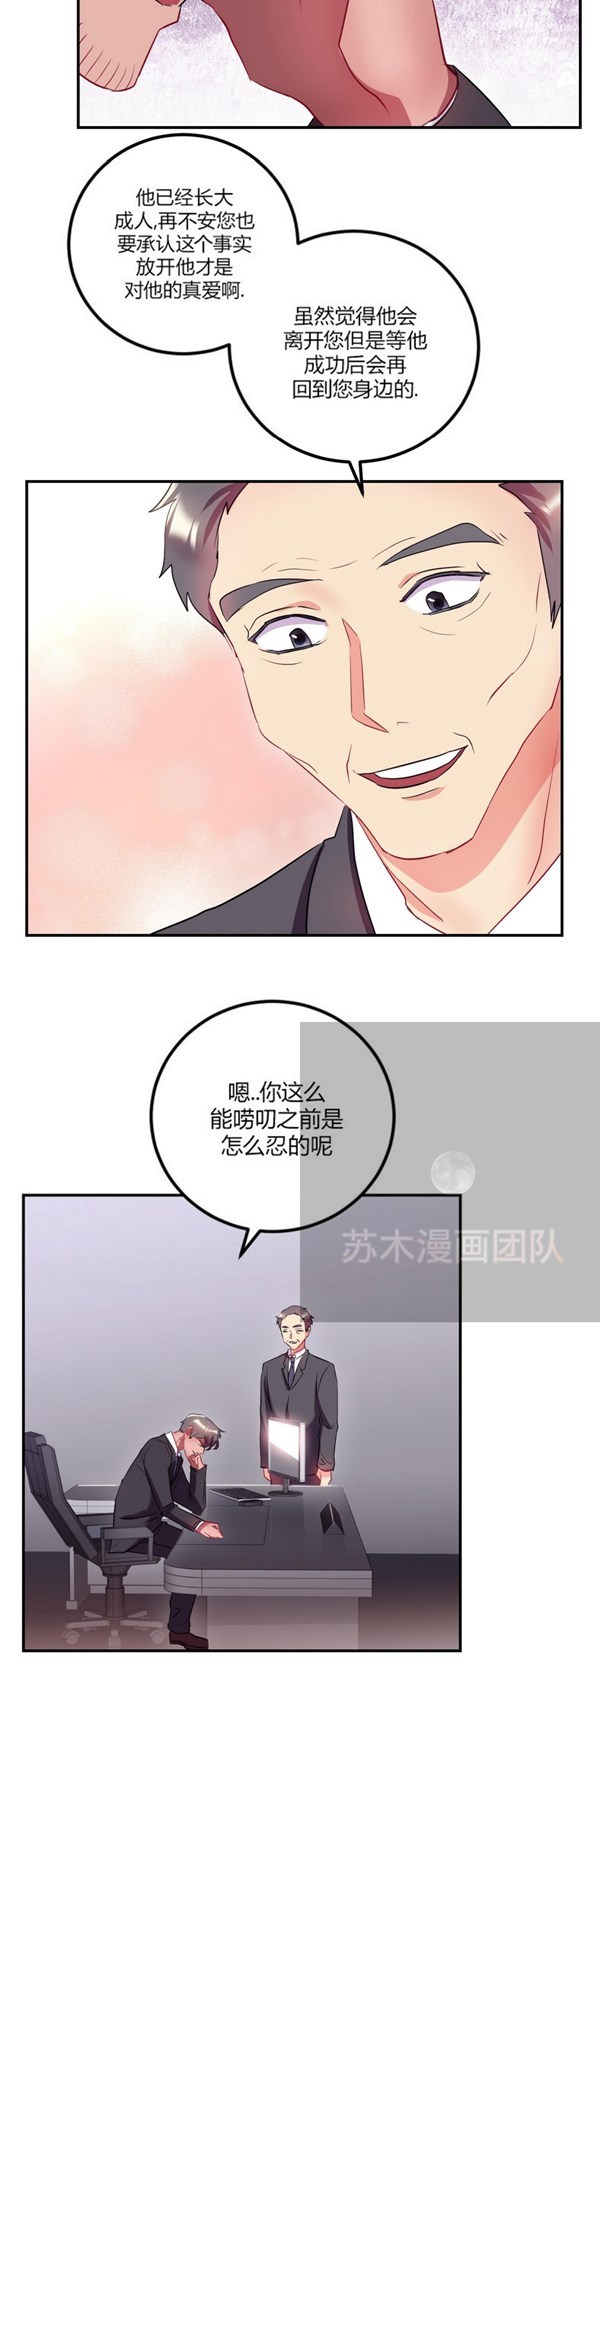 他已经长大
成人,再不安您也
要承认这个事实
放开他才是
对他的真爱啊.
虽然觉得他会
离开您但是等他
成功后会再
回到您身边的.
嗯..你这么
能唠叨之前是
怎么忍的呢
苏木漫画团队